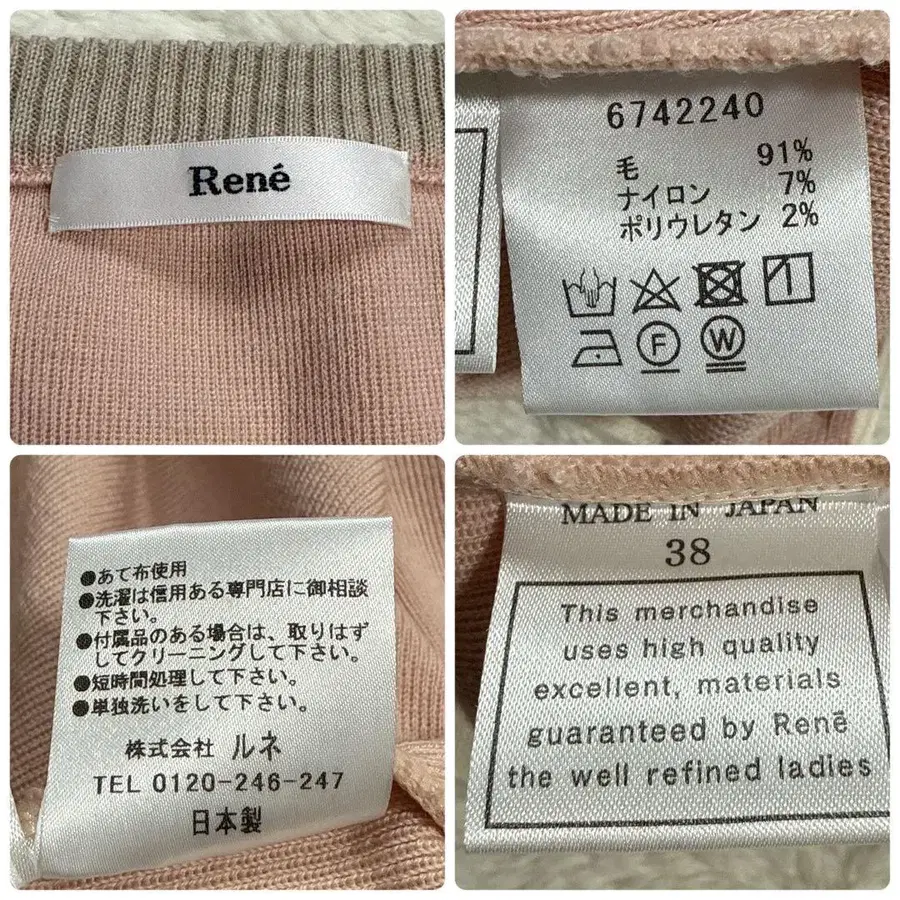 René
6742240
毛 91%
ナイロン 7%
ポリウレタン 2%
1
F
W
●あて布使用
●洗濯は信用ある専門店に御相談
下さい。
●付属品のある場合は、取りはず
してクリーニングして下さい。
●短時間処理して下さい。
●単独洗いをして下さい。
株式会社 ルネ
TEL 0120-246-247
日本製
MADE IN JAPAN
38
This merchandise
uses high quality
excellent, materials
guaranteed by Renē
the well refined ladies